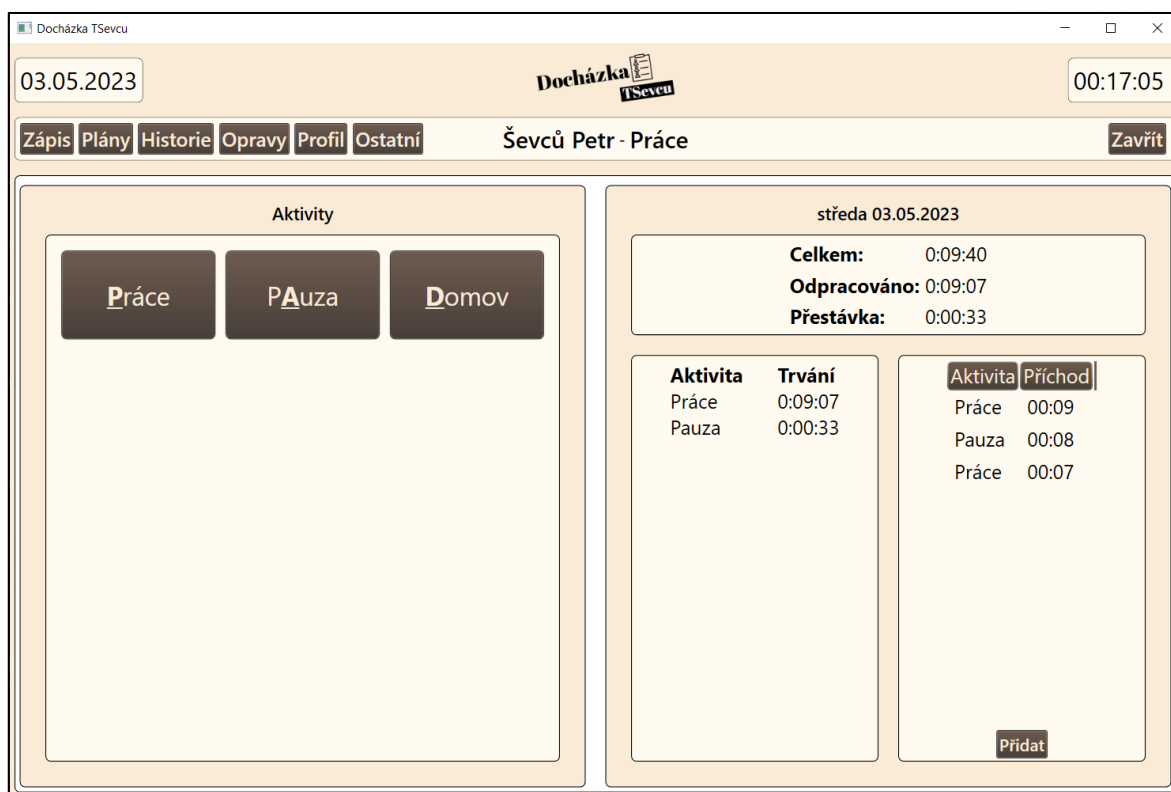 Docházka TSevcu
03.05.2023
Docházka
TSevcu
00:17:05
Zápis Plány Historie Opravy Profil Ostatní
Ševců Petr - Práce
Zavřít
Aktivity
Práce PAuza Domov
středa 03.05.2023
Celkem: 0:09:40
Odpracováno: 0:09:07
Přestávka: 0:00:33
Aktivita Trvání
Práce 0:09:07
Pauza 0:00:33
Aktivita Příchod
Práce 00:09
Pauza 00:08
Práce 00:07
Přidat